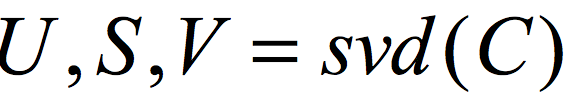 U,S,V = svd(C)